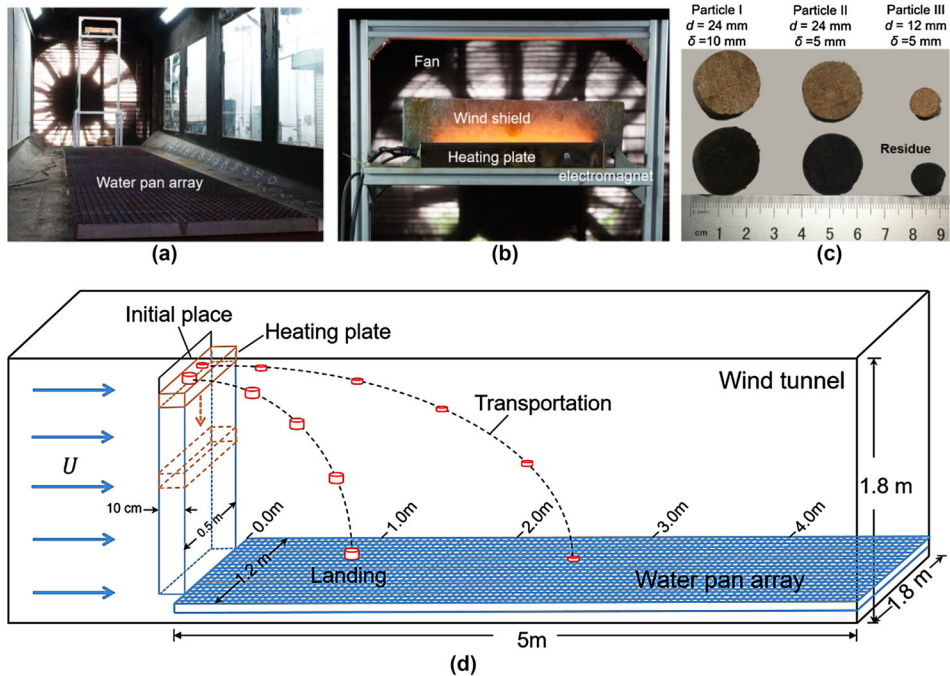 Water pan array
(a)
Fan
Wind shield
Heating plate
electromagnet
(b)
Particle I
d = 24 mm
δ =10 mm
Particle II
d = 24 mm
δ =5 mm
Particle III
d = 12 mm
δ =5 mm
Residue
cm 1 2 3 4 5 6 7 8 9
(c)
Initial place
Heating plate
Wind tunnel
Transportation
U
1.8 m
10 cm
0.5 m
0.0m
1.0m
2.0m
3.0m
4.0m
1.2 m
Landing
Water pan array
1.8 m
5m
(d)